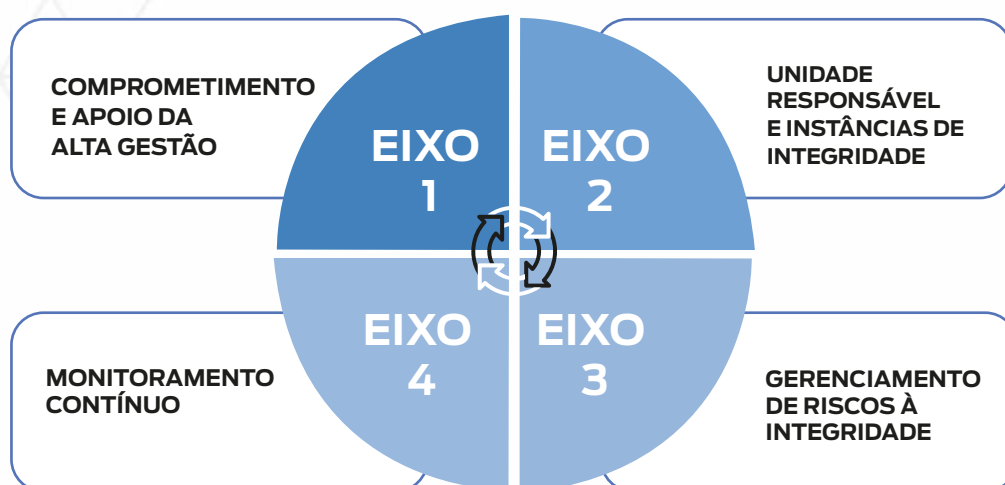 COMPROMETIMENTO
E APOIO DA
ALTA GESTÃO
EIXO
1
EIXO
2
UNIDADE
RESPONSÁVEL
E INSTÂNCIAS DE
INTEGRIDADE
MONITORAMENTO
CONTÍNUO
EIXO
4
EIXO
3
GERENCIAMENTO
DE RISCOS À
INTEGRIDADE